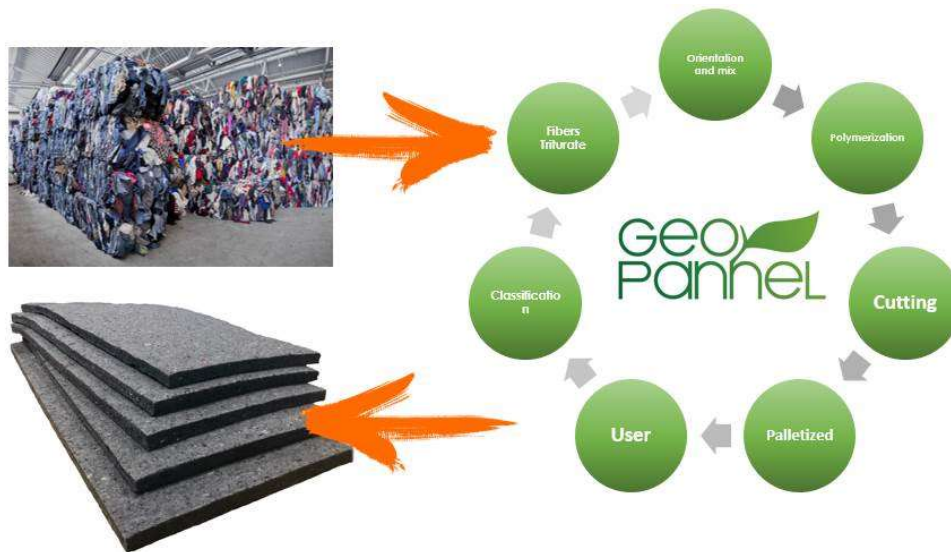 Orientation
and mix
Fibers
Triturate
Polymerization
GEO
PANNEL
Classificatio
n
Cutting
User
Palletized